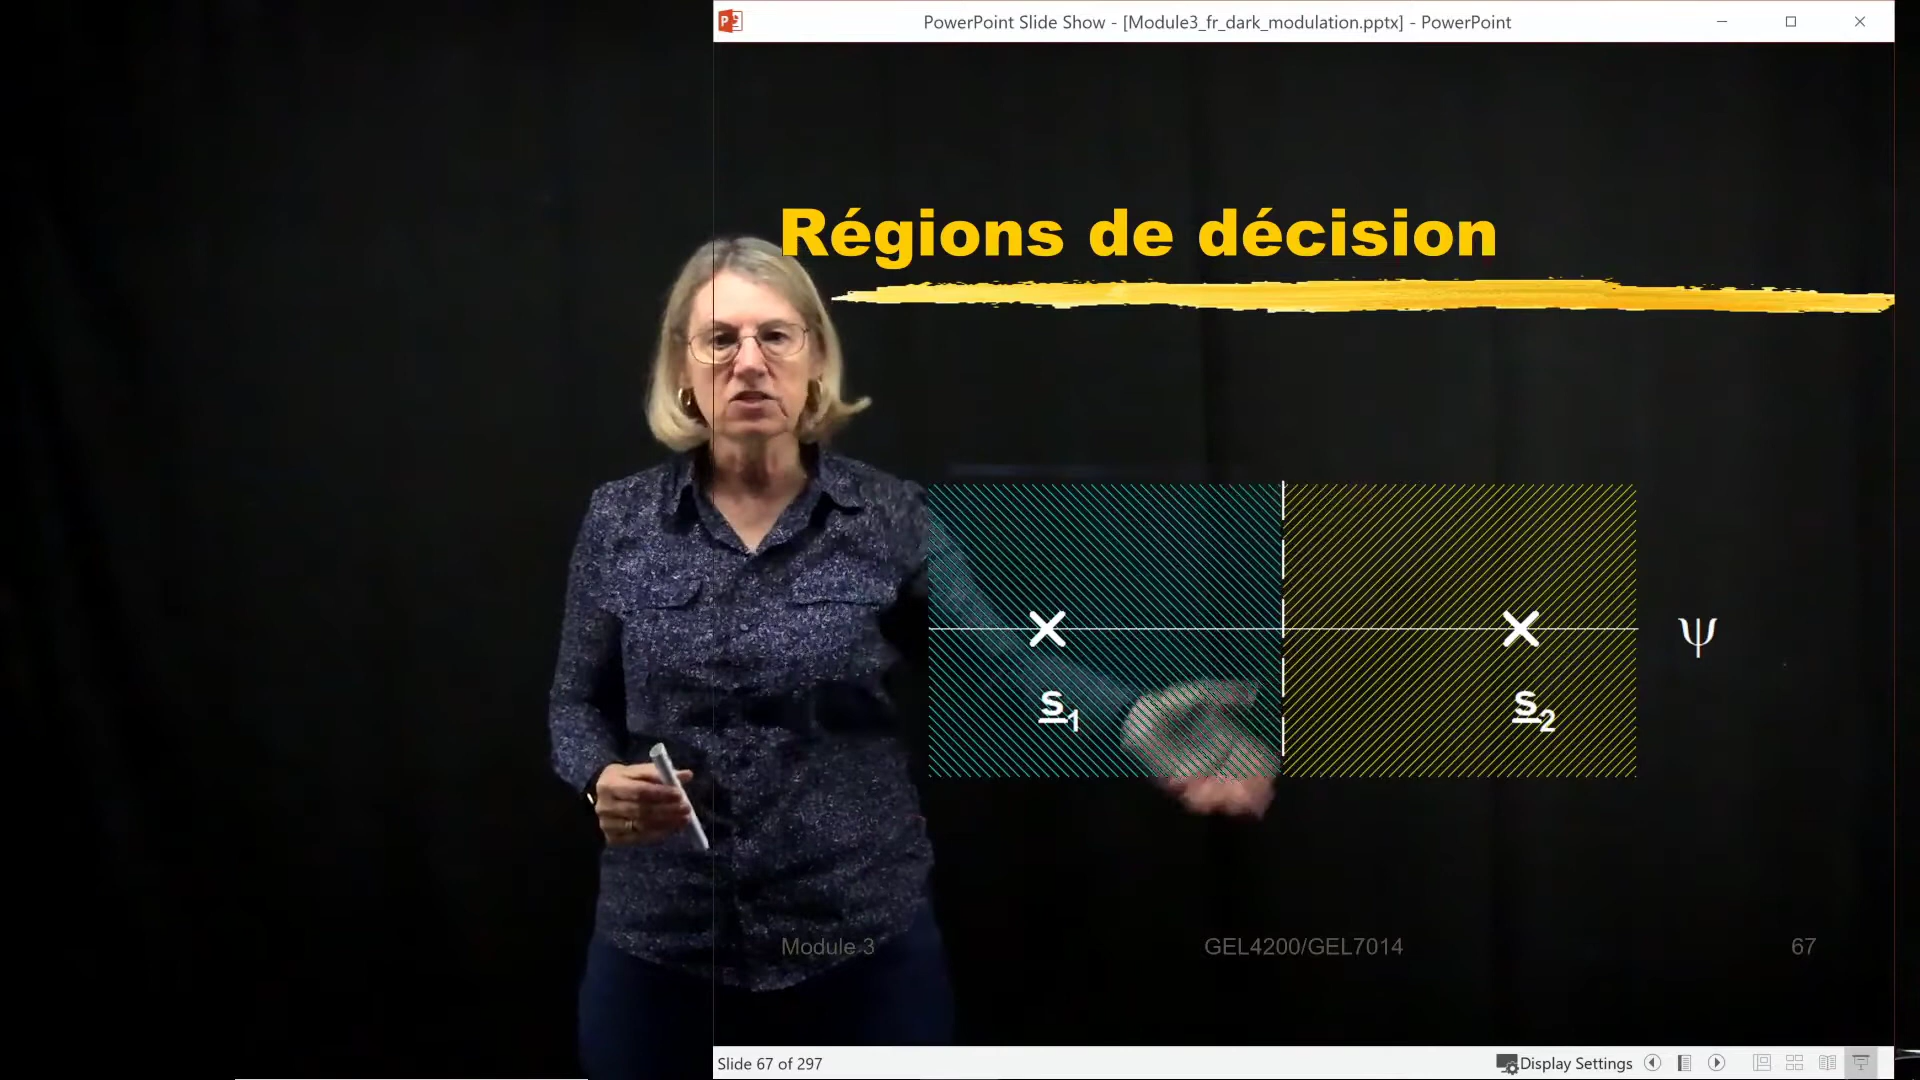 PowerPoint Slide Show - [Module3_fr_dark_modulation.pptx] - PowerPoint
Régions de décision
ψ
s1 s2
Module 3 GEL4200/GEL7014 67
Slide 67 of 297 Display Settings